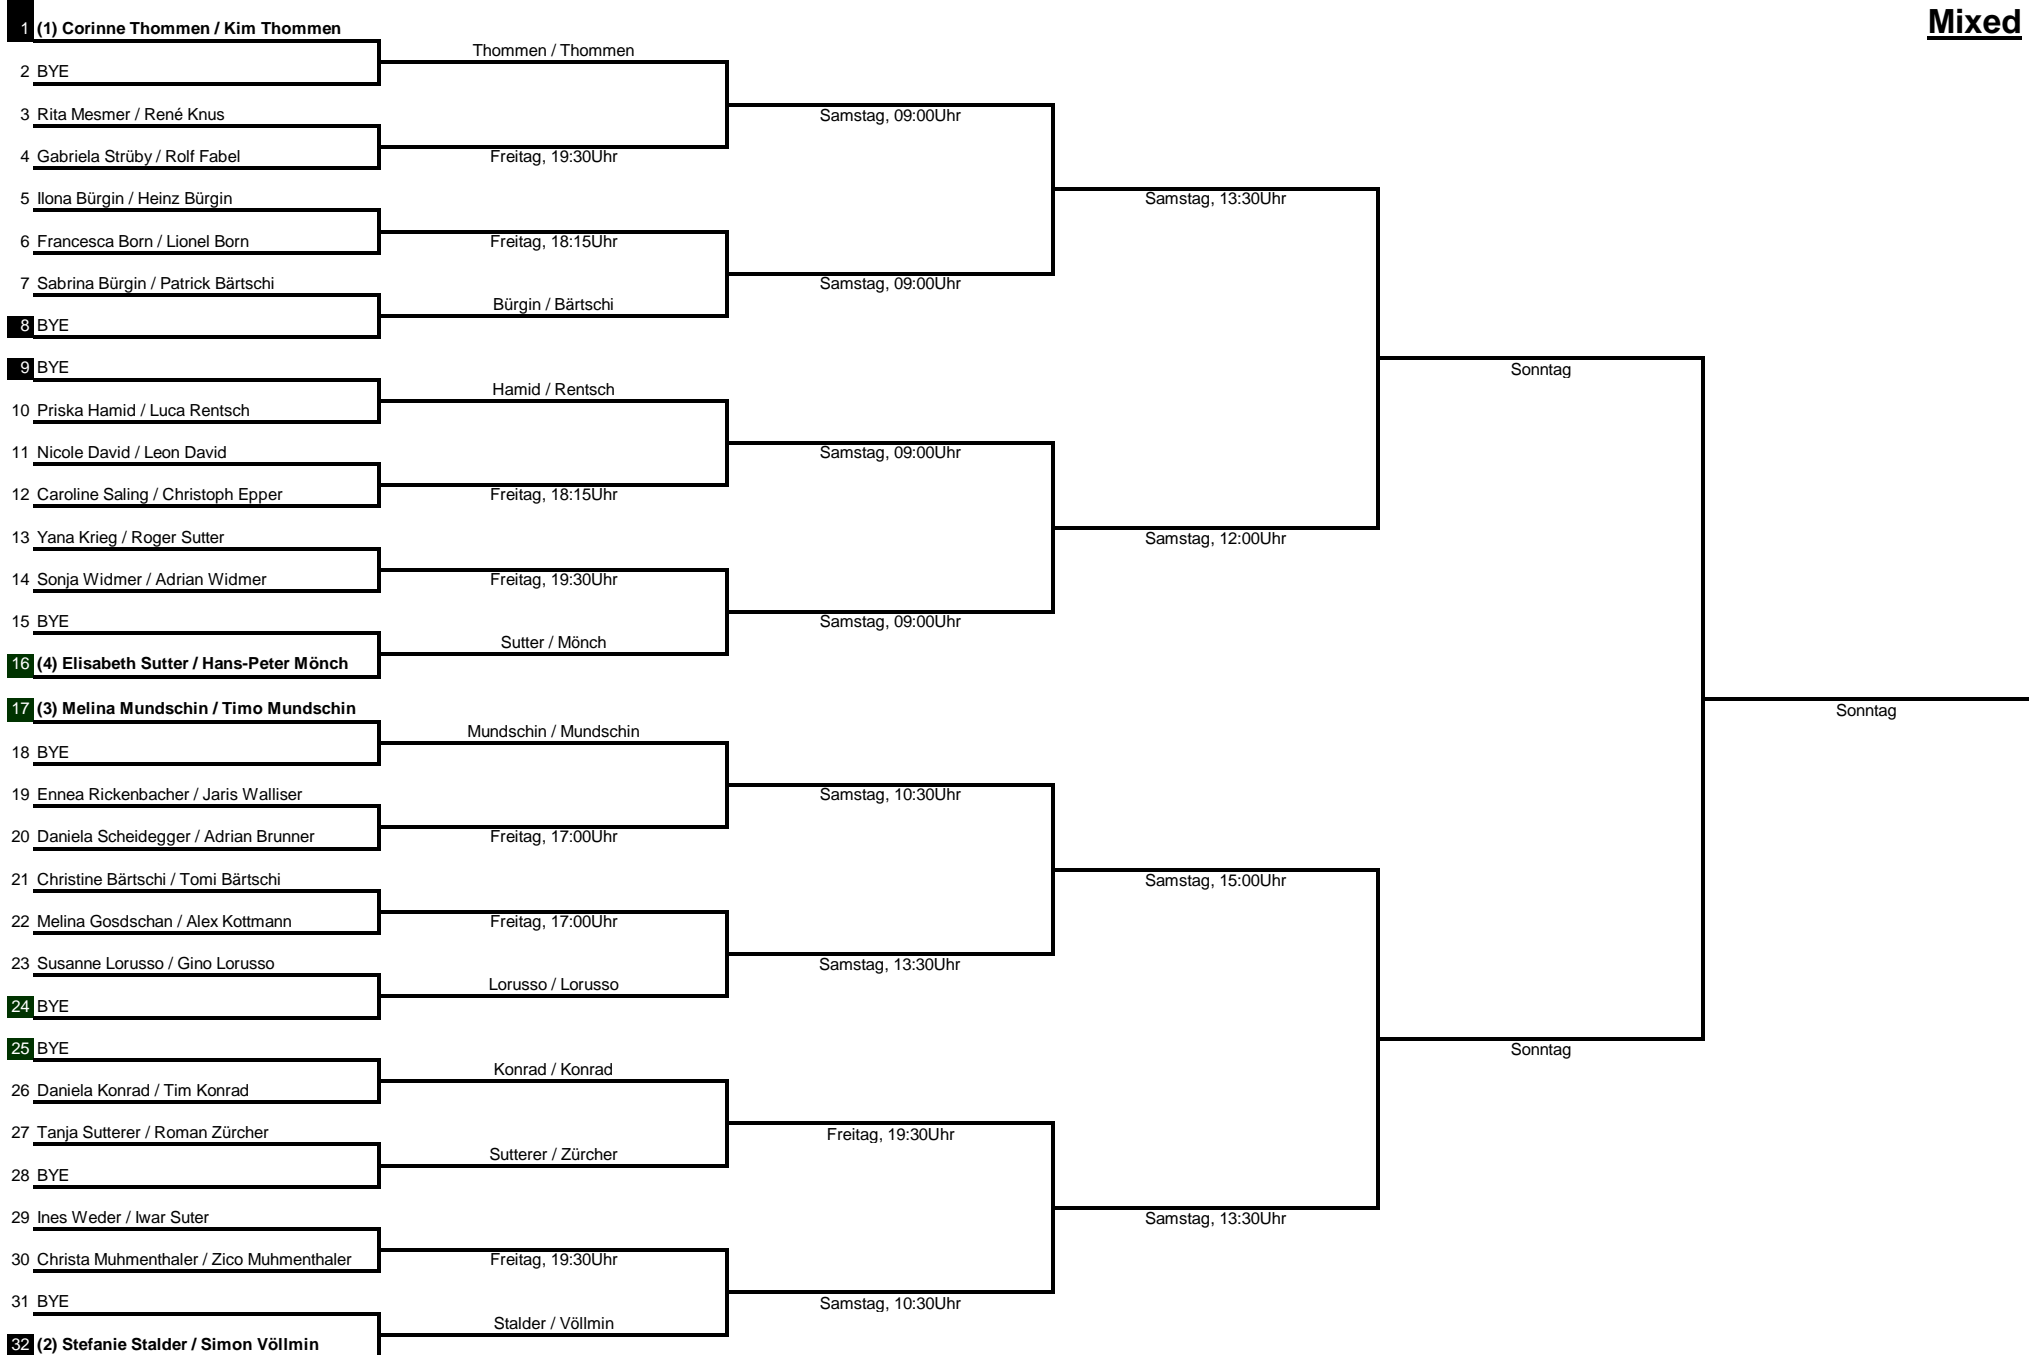 Mixed
1 (1) Corinne Thommen / Kim Thommen
Thommen / Thommen
2 BYE
3 Rita Mesmer / René Knus
Samstag, 09:00Uhr
4 Gabriela Strüby / Rolf Fabel
Freitag, 19:30Uhr
5 Ilona Bürgin / Heinz Bürgin
Samstag, 13:30Uhr
6 Francesca Born / Lionel Born
Freitag, 18:15Uhr
7 Sabrina Bürgin / Patrick Bärtschi
Samstag, 09:00Uhr
Bürgin / Bärtschi
8 BYE
9 BYE
Sonntag
Hamid / Rentsch
10 Priska Hamid / Luca Rentsch
11 Nicole David / Leon David
Samstag, 09:00Uhr
12 Caroline Saling / Christoph Epper
Freitag, 18:15Uhr
13 Yana Krieg / Roger Sutter
Samstag, 12:00Uhr
14 Sonja Widmer / Adrian Widmer
Freitag, 19:30Uhr
15 BYE
Samstag, 09:00Uhr
Sutter / Mönch
16 (4) Elisabeth Sutter / Hans-Peter Mönch
17 (3) Melina Mundschin / Timo Mundschin
Sonntag
Mundschin / Mundschin
18 BYE
19 Ennea Rickenbacher / Jaris Walliser
Samstag, 10:30Uhr
20 Daniela Scheidegger / Adrian Brunner
Freitag, 17:00Uhr
21 Christine Bärtschi / Tomi Bärtschi
Samstag, 15:00Uhr
22 Melina Gosdschan / Alex Kottmann
Freitag, 17:00Uhr
23 Susanne Lorusso / Gino Lorusso
Samstag, 13:30Uhr
Lorusso / Lorusso
24 BYE
25 BYE
Sonntag
Konrad / Konrad
26 Daniela Konrad / Tim Konrad
27 Tanja Sutterer / Roman Zürcher
Freitag, 19:30Uhr
Sutterer / Zürcher
28 BYE
29 Ines Weder / Iwar Suter
Samstag, 13:30Uhr
30 Christa Muhmenthaler / Zico Muhmenthaler
Freitag, 19:30Uhr
31 BYE
Samstag, 10:30Uhr
Stalder / Völlmin
32 (2) Stefanie Stalder / Simon Völlmin